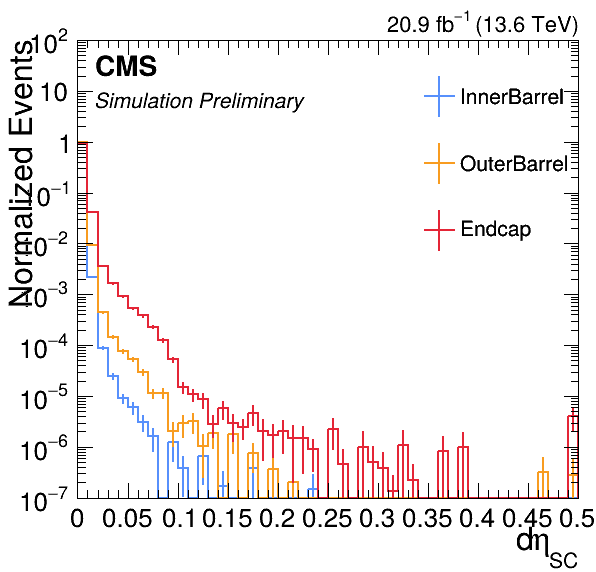 20.9 fb⁻¹ (13.6 TeV)
CMS
Simulation Preliminary
InnerBarrel
OuterBarrel
Endcap
Normalized Events
10²
10
1
10⁻¹
10⁻²
10⁻³
10⁻⁴
10⁻⁵
10⁻⁶
10⁻⁷
0 0.05 0.1 0.15 0.2 0.25 0.3 0.35 0.4 0.45 0.5
dη_SC